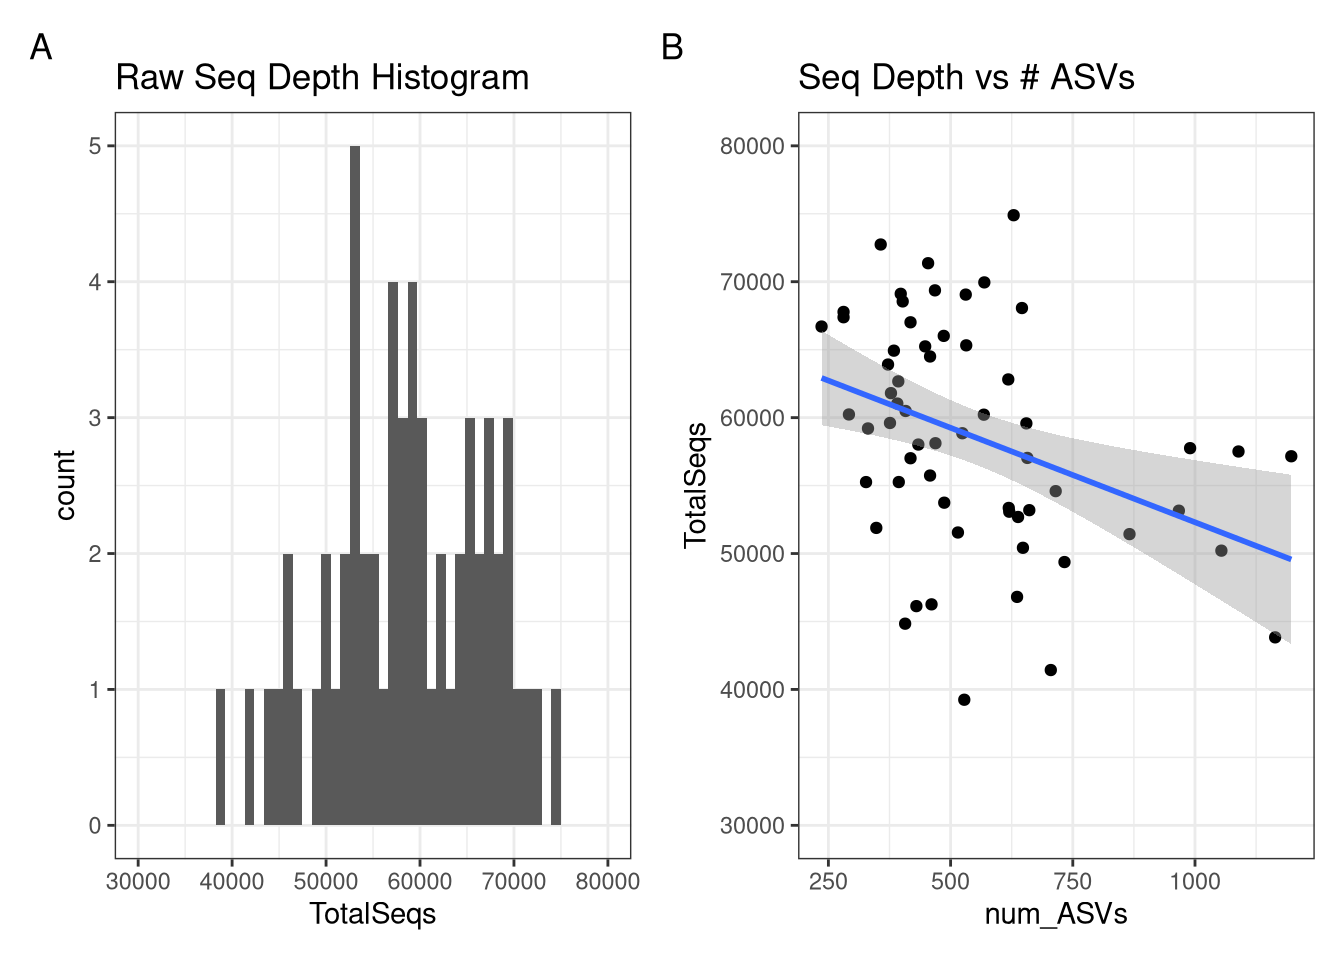 A
Raw Seq Depth Histogram
5
4
3
2
1
0
count
30000 40000 50000 60000 70000 80000
TotalSeqs
B
Seq Depth vs # ASVs
80000
70000
60000
50000
40000
30000
TotalSeqs
250 500 750 1000
num_ASVs